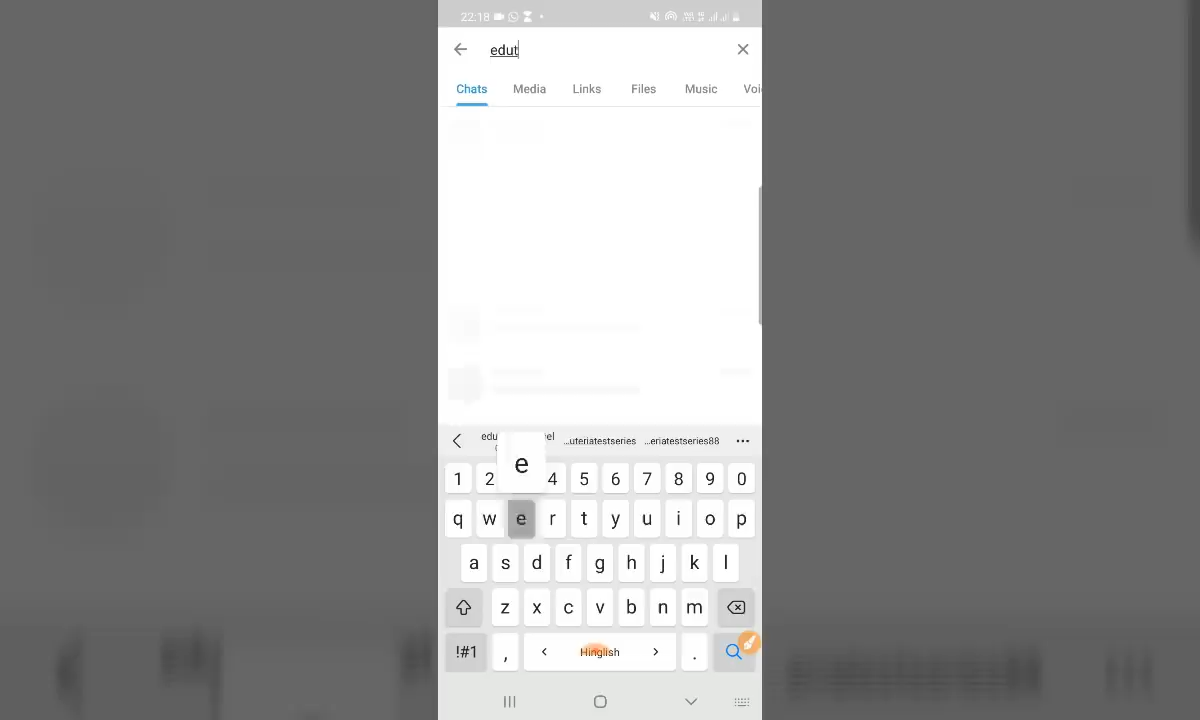 22:18
edut
Chats Media Links Files Music Voi
...uteriatestseries ...eriatestseries88
e
1 2 4 5 6 7 8 9 0
q w e r t y u i o p
a s d f g h j k l
z x c v b n m
!#1 , Hinglish .